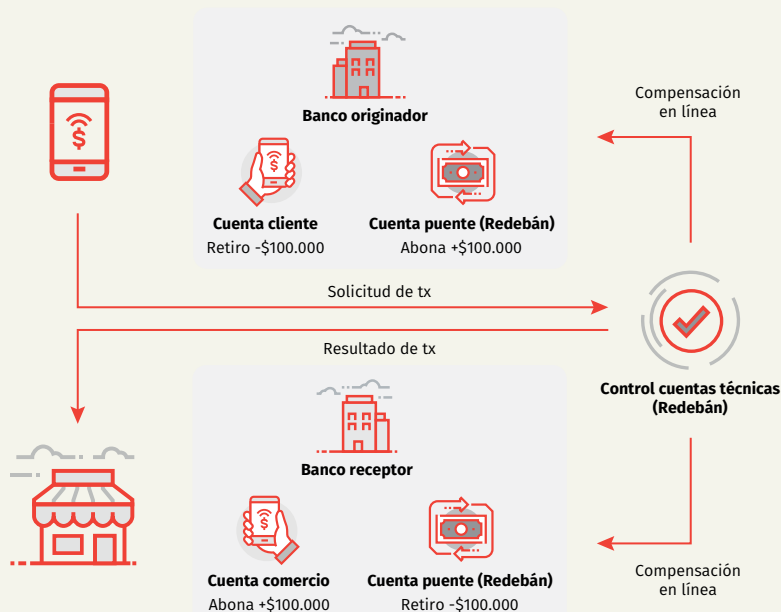 Banco originador
Cuenta cliente
Retiro -$100.000
Cuenta puente (Redebán)
Abona +$100.000
Compensación
en línea
Solicitud de tx
Resultado de tx
Control cuentas técnicas
(Redebán)
Banco receptor
Cuenta comercio
Abona +$100.000
Cuenta puente (Redebán)
Retiro -$100.000
Compensación
en línea